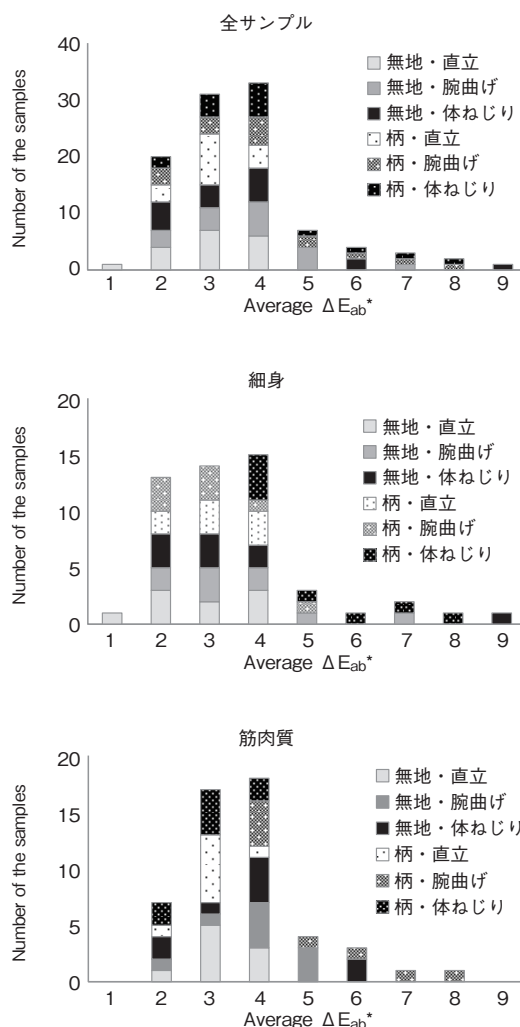 全サンプル
40
30
20
10
0
Number of the samples
無地・直立
無地・腕曲げ
無地・体ねじり
柄・直立
柄・腕曲げ
柄・体ねじり
1 2 3 4 5 6 7 8 9
Average ΔEab*
細身
20
15
10
5
0
Number of the samples
無地・直立
無地・腕曲げ
無地・体ねじり
柄・直立
柄・腕曲げ
柄・体ねじり
1 2 3 4 5 6 7 8 9
Average ΔEab*
筋肉質
20
15
10
5
0
Number of the samples
無地・直立
無地・腕曲げ
無地・体ねじり
柄・直立
柄・腕曲げ
柄・体ねじり
1 2 3 4 5 6 7 8 9
Average ΔEab*